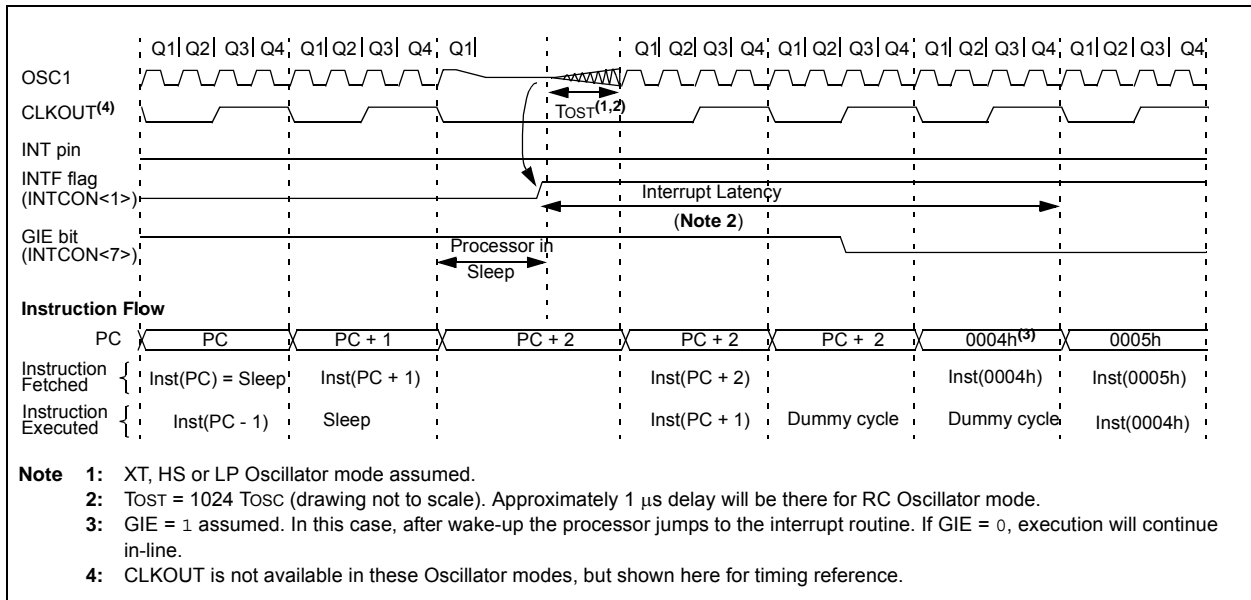 Q1 Q2 Q3 Q4 Q1 Q2 Q3 Q4 Q1 Q1 Q2 Q3 Q4 Q1 Q2 Q3 Q4 Q1 Q2 Q3 Q4 Q1 Q2 Q3 Q4
OSC1
CLKOUT(4)
TOST(1,2)
INT pin
INTF flag
(INTCON<1>)
Interrupt Latency
(Note 2)
GIE bit
(INTCON<7>)
Processor in
Sleep
Instruction Flow
PC PC PC + 1 PC + 2 PC + 2 PC + 2 0004h(3) 0005h
Instruction
Fetched { Inst(PC) = Sleep Inst(PC + 1) Inst(PC + 2) Inst(0004h) Inst(0005h)
Instruction
Executed { Inst(PC - 1) Sleep Inst(PC + 1) Dummy cycle Dummy cycle Inst(0004h)
Note 1: XT, HS or LP Oscillator mode assumed.
2: TOST = 1024 TOSC (drawing not to scale). Approximately 1 μs delay will be there for RC Oscillator mode.
3: GIE = 1 assumed. In this case, after wake-up the processor jumps to the interrupt routine. If GIE = 0, execution will continue
in-line.
4: CLKOUT is not available in these Oscillator modes, but shown here for timing reference.